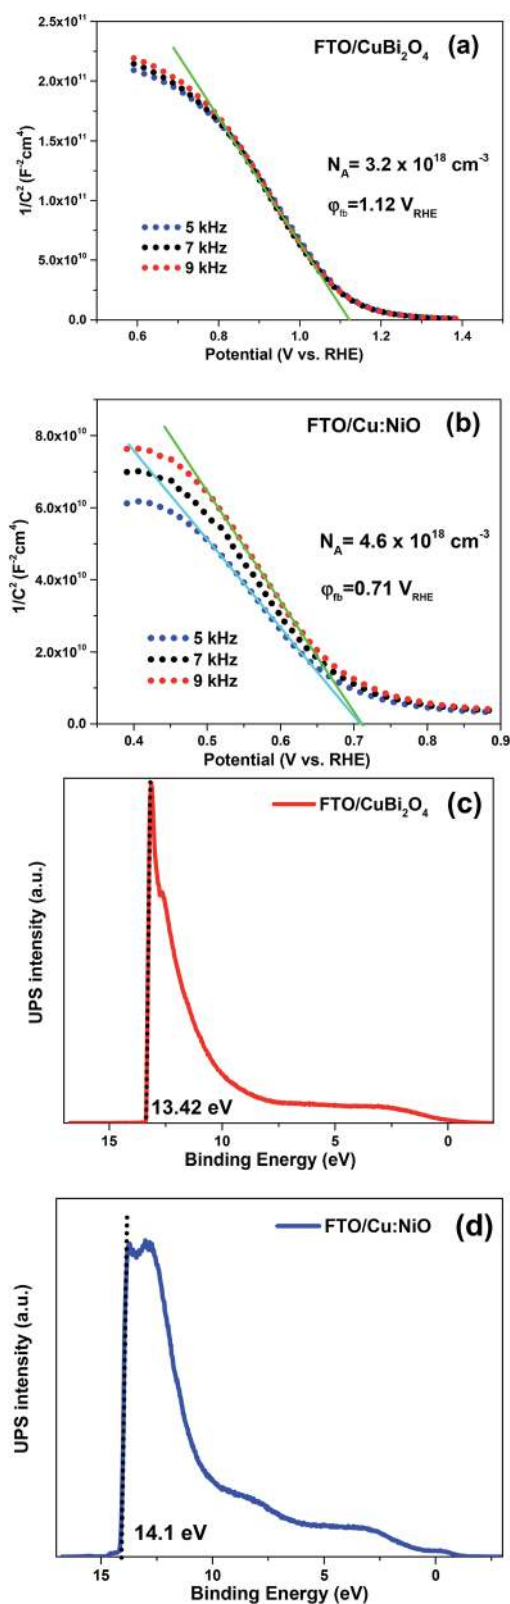 FTO/CuBi₂O₄ (a)
2.5x10¹¹
2.0x10¹¹
1.5x10¹¹
1.0x10¹¹
5.0x10¹⁰
0.0
1/C² (F⁻²cm⁴)
N_A= 3.2 x 10¹⁸ cm⁻³
φ_fb=1.12 V_RHE
5 kHz
7 kHz
9 kHz
0.6 0.8 1.0 1.2 1.4
Potential (V vs. RHE)
FTO/Cu:NiO (b)
8.0x10¹⁰
6.0x10¹⁰
4.0x10¹⁰
2.0x10¹⁰
0.0
1/C² (F⁻²cm⁴)
N_A= 4.6 x 10¹⁸ cm⁻³
φ_fb=0.71 V_RHE
5 kHz
7 kHz
9 kHz
0.4 0.5 0.6 0.7 0.8 0.9
Potential (V vs. RHE)
FTO/CuBi₂O₄ (c)
UPS intensity (a.u.)
13.42 eV
15 10 5 0
Binding Energy (eV)
FTO/Cu:NiO (d)
UPS intensity (a.u.)
14.1 eV
15 10 5 0
Binding Energy (eV)